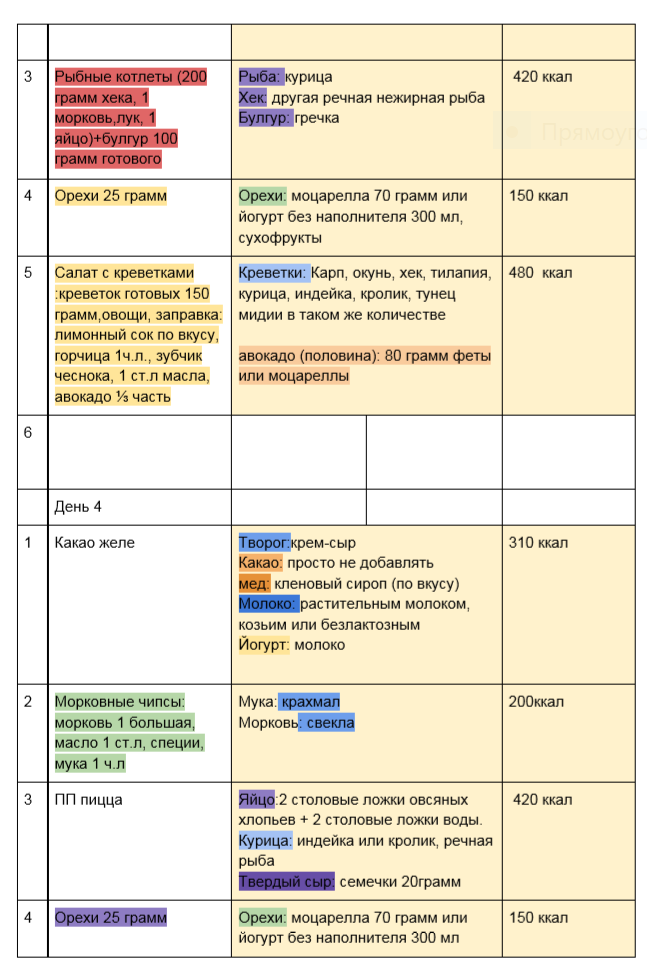 3
Рыбные котлеты (200
грамм хека, 1
морковь,лук, 1
яйцо)+булгур 100
грамм готового
Рыба: курица
Хек: другая речная нежирная рыба
Булгур: гречка
420 ккал
4
Орехи 25 грамм
Орехи: моцарелла 70 грамм или
йогурт без наполнителя 300 мл,
сухофрукты
150 ккал
5
Салат с креветками
:креветок готовых 150
грамм,овощи, заправка:
лимонный сок по вкусу,
горчица 1ч.л., зубчик
чеснока, 1 ст.л масла,
авокадо ⅓ часть
Креветки: Карп, окунь, хек, тилапия,
курица, индейка, кролик, тунец
мидии в таком же количестве
авокадо (половина): 80 грамм феты
или моцареллы
480 ккал
6
День 4
1
Какао желе
Творог:крем-сыр
Какао: просто не добавлять
мед: кленовый сироп (по вкусу)
Молоко: растительным молоком,
козьим или безлактозным
Йогурт: молоко
310 ккал
2
Морковные чипсы:
морковь 1 большая,
масло 1 ст.л, специи,
мука 1 ч.л
Мука: крахмал
Морковь: свекла
200ккал
3
ПП пицца
Яйцо:2 столовые ложки овсяных
хлопьев + 2 столовые ложки воды.
Курица: индейка или кролик, речная
рыба
Твердый сыр: семечки 20грамм
420 ккал
4
Орехи 25 грамм
Орехи: моцарелла 70 грамм или
йогурт без наполнителя 300 мл
150 ккал